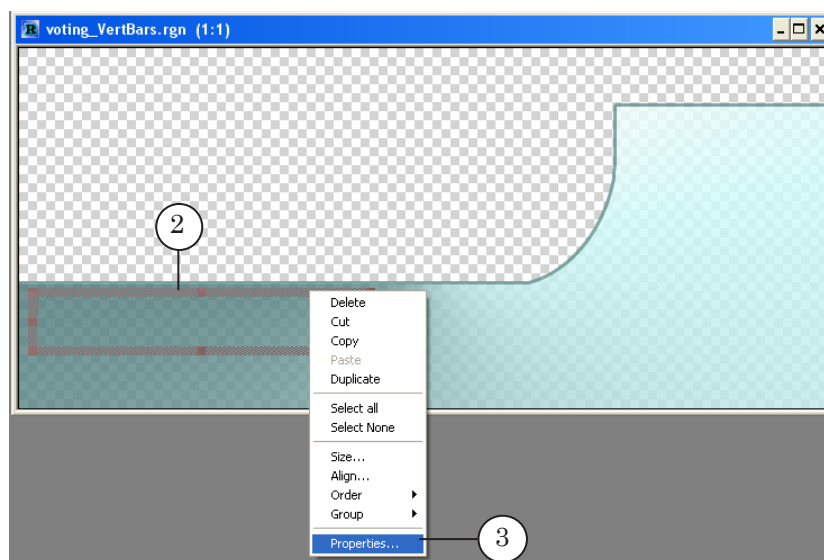 voting_VertBars.rgn (1:1)
2
Delete
Cut
Copy
Paste
Duplicate
Select all
Select None
Size...
Align...
Order
Group
Properties...
3